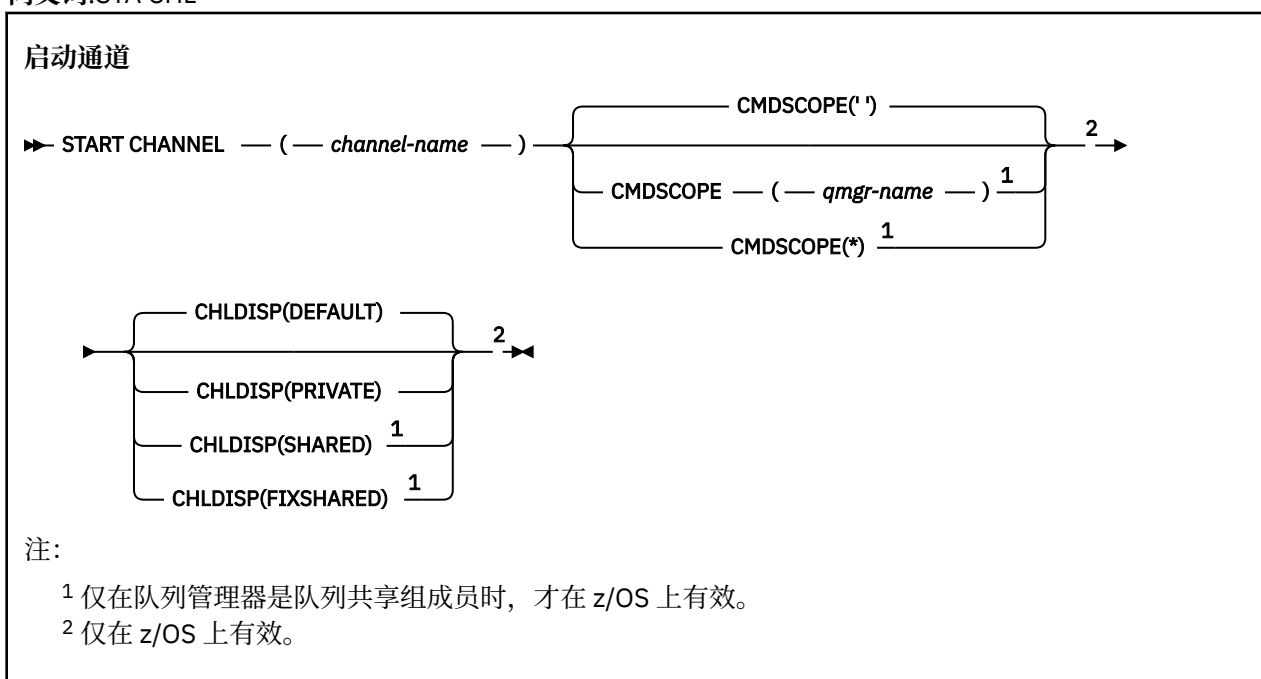 启动通道
CMDSCOPE(' ')
START CHANNEL ( channel-name ) 2
CMDSCOPE ( qmgr-name ) 1
CMDSCOPE(*) 1
CHLDISP(DEFAULT) 2
CHLDISP(PRIVATE)
CHLDISP(SHARED) 1
CHLDISP(FIXSHARED) 1
注：
1 仅在队列管理器是队列共享组成员时，才在 z/OS 上有效。
2 仅在 z/OS 上有效。